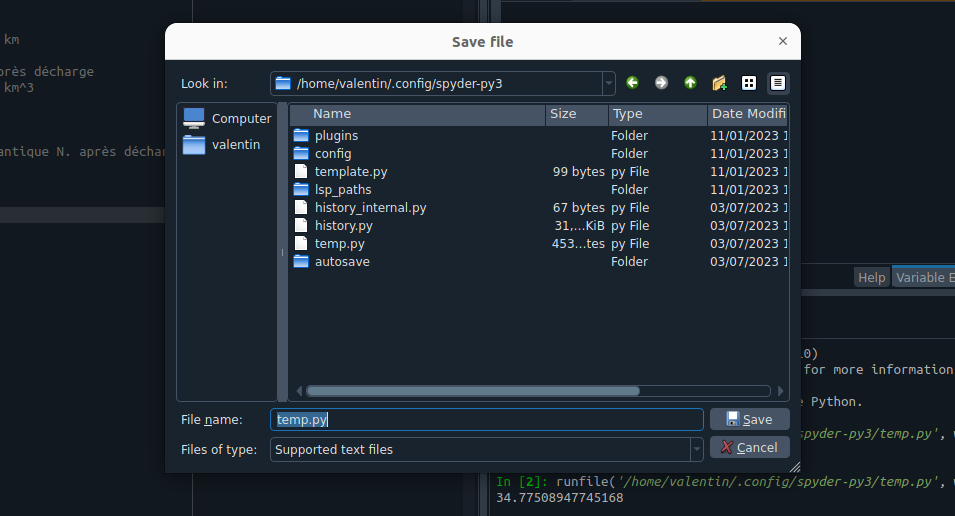 km
près décharge
km^3
antique N. après déchar
Save file
Look in:
/home/valentin/.config/spyder-py3
Computer
valentin
Name Size Type Date Modifi
plugins Folder 11/01/2023 1
config Folder 11/01/2023 1
template.py 99 bytes py File 11/01/2023 1
lsp_paths Folder 11/01/2023 1
history_internal.py 67 bytes py File 03/07/2023 1
history.py 31,...KiB py File 03/07/2023 1
temp.py 453...tes py File 03/07/2023 1
autosave Folder 03/07/2023 1
File name: temp.py Save
Files of type: Supported text files Cancel
Help Variable E
0)
for more information
Python.
spyder-py3/temp.py',
In [2]: runfile('/home/valentin/.config/spyder-py3/temp.py',
34.77508947745168